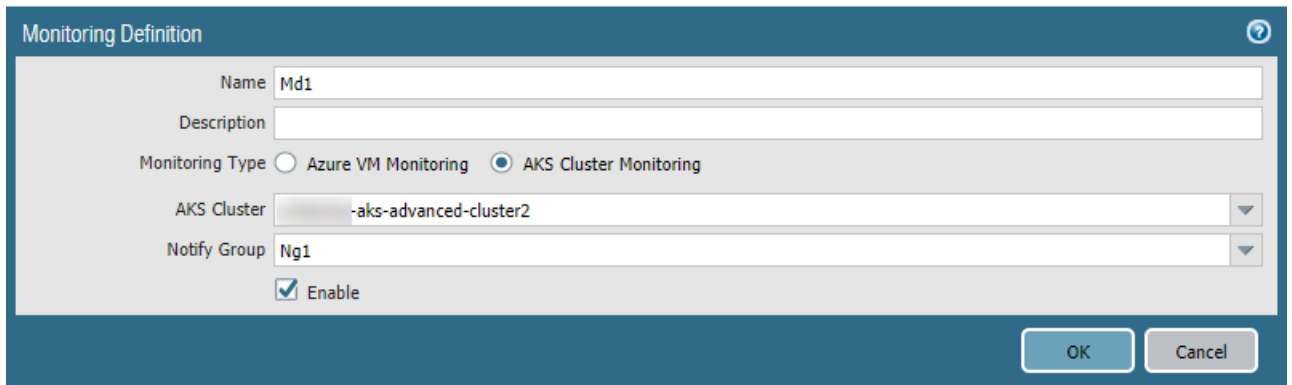 Monitoring Definition
Name Md1
Description
Monitoring Type Azure VM Monitoring AKS Cluster Monitoring
AKS Cluster -aks-advanced-cluster2
Notify Group Ng1
Enable
OK Cancel